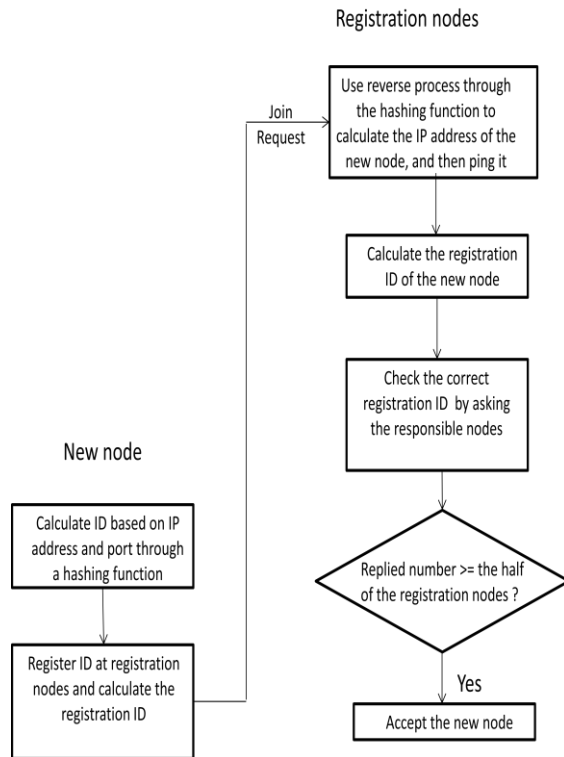 Registration nodes
Use reverse process through
the hashing function to
calculate the IP address of the
new node, and then ping it
Join
Request
Calculate the registration
ID of the new node
Check the correct
registration ID by asking
the responsible nodes
New node
Calculate ID based on IP
address and port through
a hashing function
Replied number >= the half
of the registration nodes ?
Register ID at registration
nodes and calculate the
registration ID
Yes
Accept the new node